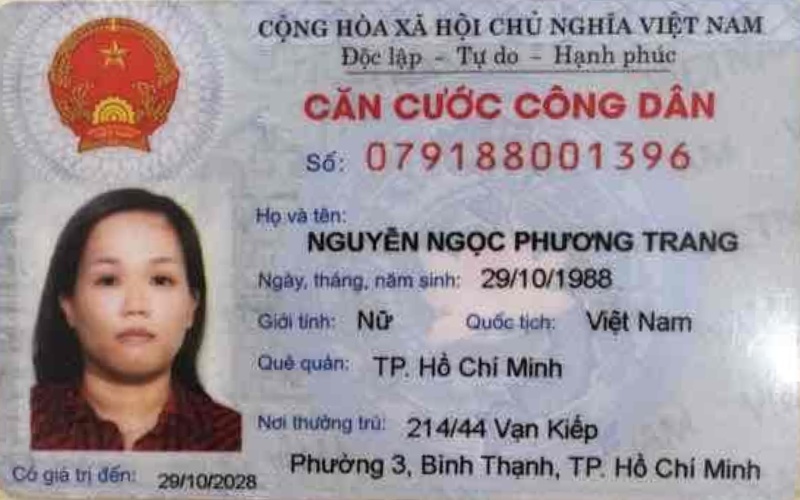 CỘNG HÒA XÃ HỘI CHỦ NGHĨA VIỆT NAM
Độc lập - Tự do - Hạnh phúc
CĂN CƯỚC CÔNG DÂN
Số: 079188001396
Họ và tên:
NGUYỄN NGỌC PHƯƠNG TRANG
Ngày, tháng, năm sinh: 29/10/1988
Giới tính: Nữ Quốc tịch: Việt Nam
Quê quán: TP. Hồ Chí Minh
Nơi thường trú: 214/44 Vạn Kiếp
Phường 3, Bình Thạnh, TP. Hồ Chí Minh
Có giá trị đến: 29/10/2028